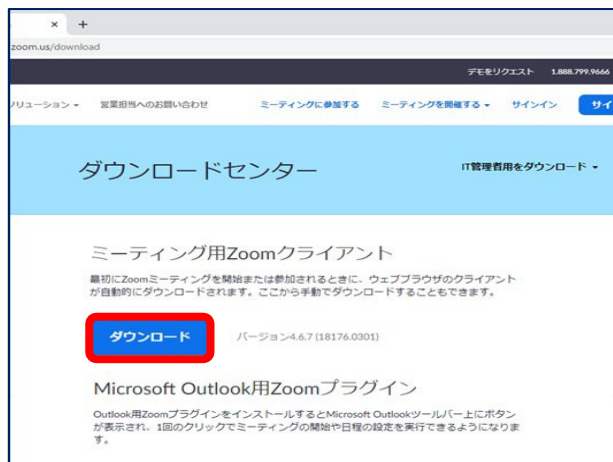 zoom.us/download
デモをリクエスト 1.888.799.9666
リューション 営業担当へのお問い合わせ ミーティングに参加する ミーティングを開催する サインイン サイ
ダウンロードセンター IT管理者用をダウンロード
ミーティング用Zoomクライアント
最初にZoomミーティングを開始または参加されるときに、ウェブブラウザのクライアント
が自動的にダウンロードされます。ここから手動でダウンロードすることもできます。
ダウンロード バージョン4.6.7 (18176.0301)
Microsoft Outlook用Zoomプラグイン
Outlook用ZoomプラグインをインストールするとMicrosoft Outlookツールバー上にボタン
が表示され、1回のクリックでミーティングの開始や日程の設定を実行できるようになりま
す。